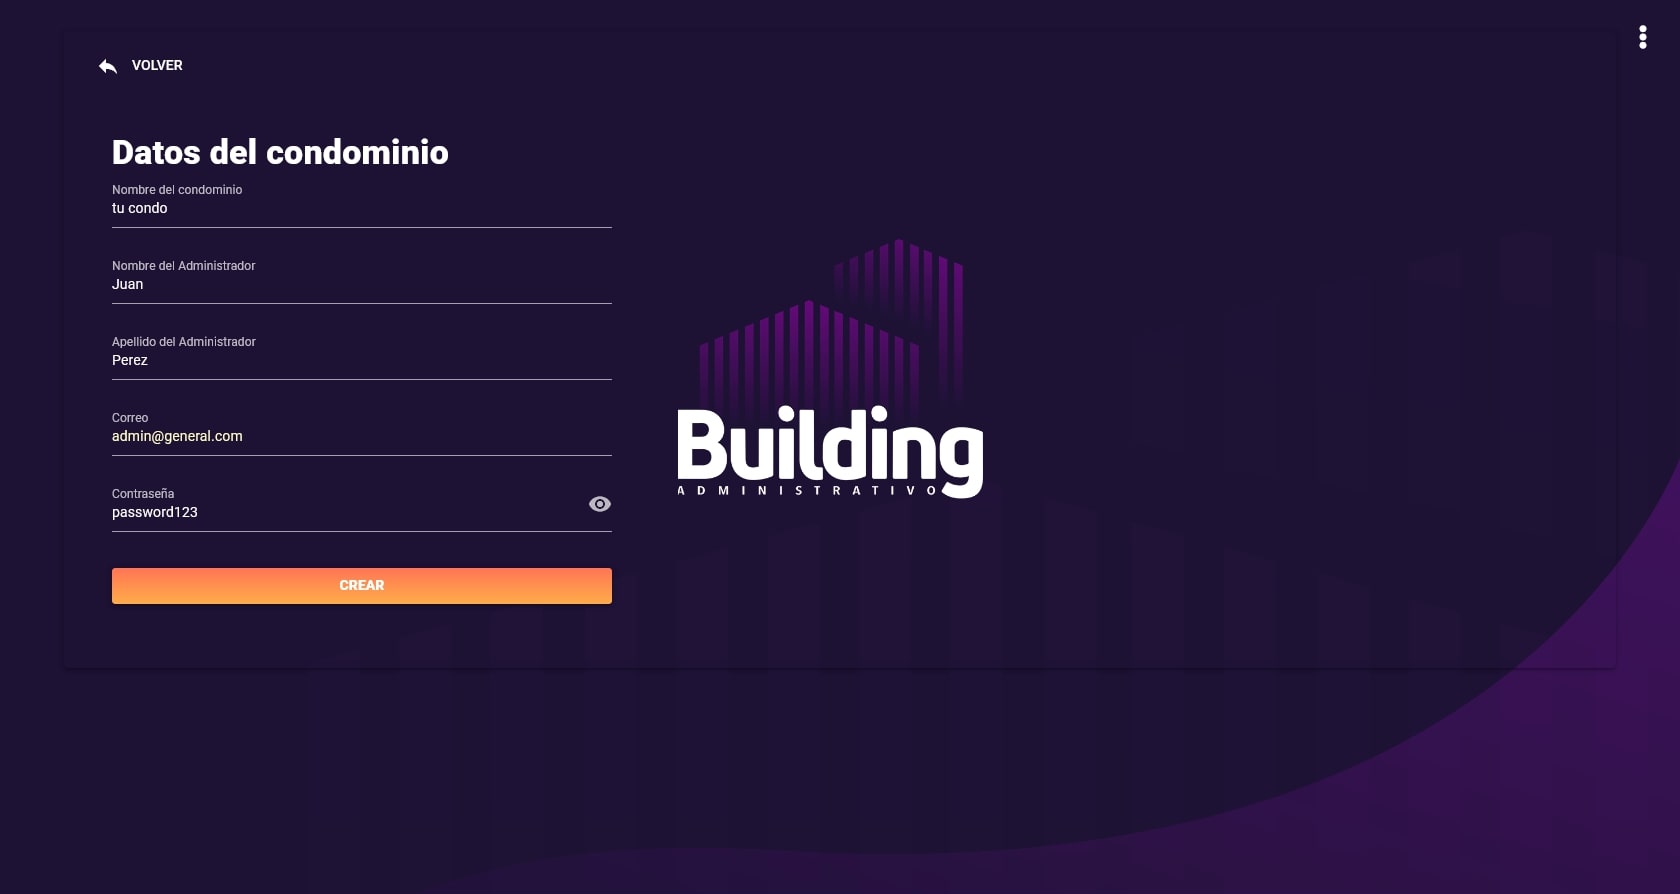 VOLVER
Datos del condominio
Nombre del condominio
tu condo
Nombre del Administrador
Juan
Apellido del Administrador
Perez
Correo
admin@general.com
Contraseña
password123
CREAR
Building
ADMINISTRATIVO